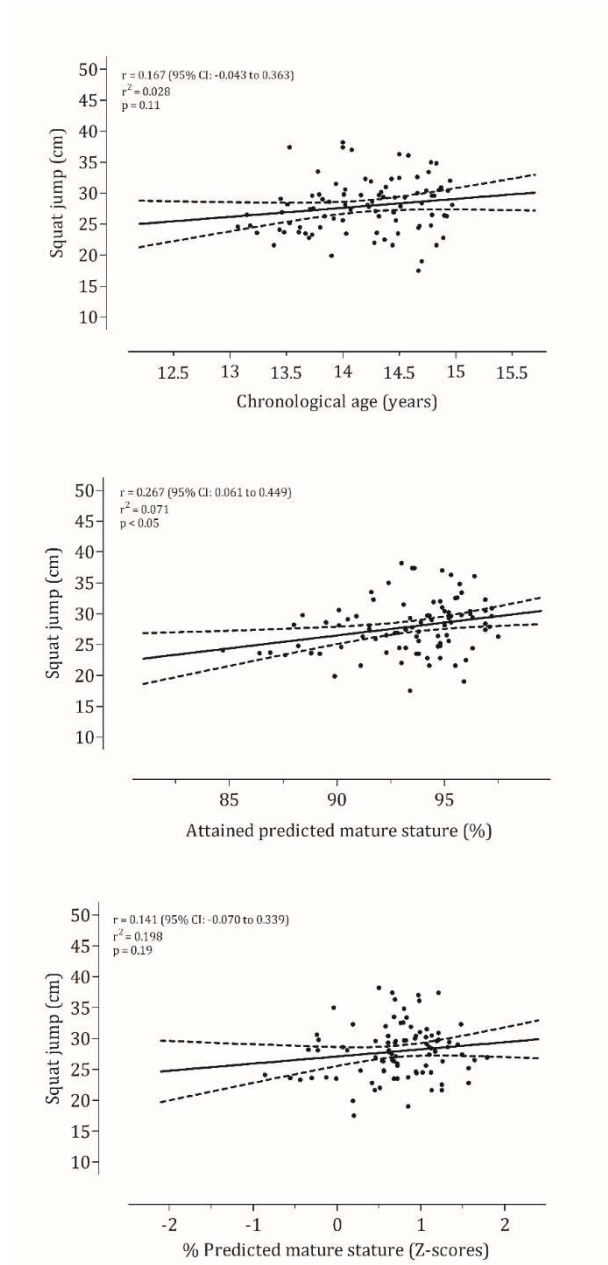 r = 0.167 (95% CI: -0.043 to 0.363)
r² = 0.028
p = 0.11
Squat jump (cm)
50
45
40
35
30
25
20
15
10
12.5 13 13.5 14 14.5 15 15.5
Chronological age (years)
r = 0.267 (95% CI: 0.061 to 0.449)
r² = 0.071
p < 0.05
Squat jump (cm)
50
45
40
35
30
25
20
15
10
85 90 95
Attained predicted mature stature (%)
r = 0.141 (95% CI: -0.070 to 0.339)
r² = 0.198
p = 0.19
Squat jump (cm)
50
45
40
35
30
25
20
15
10
-2 -1 0 1 2
% Predicted mature stature (Z-scores)